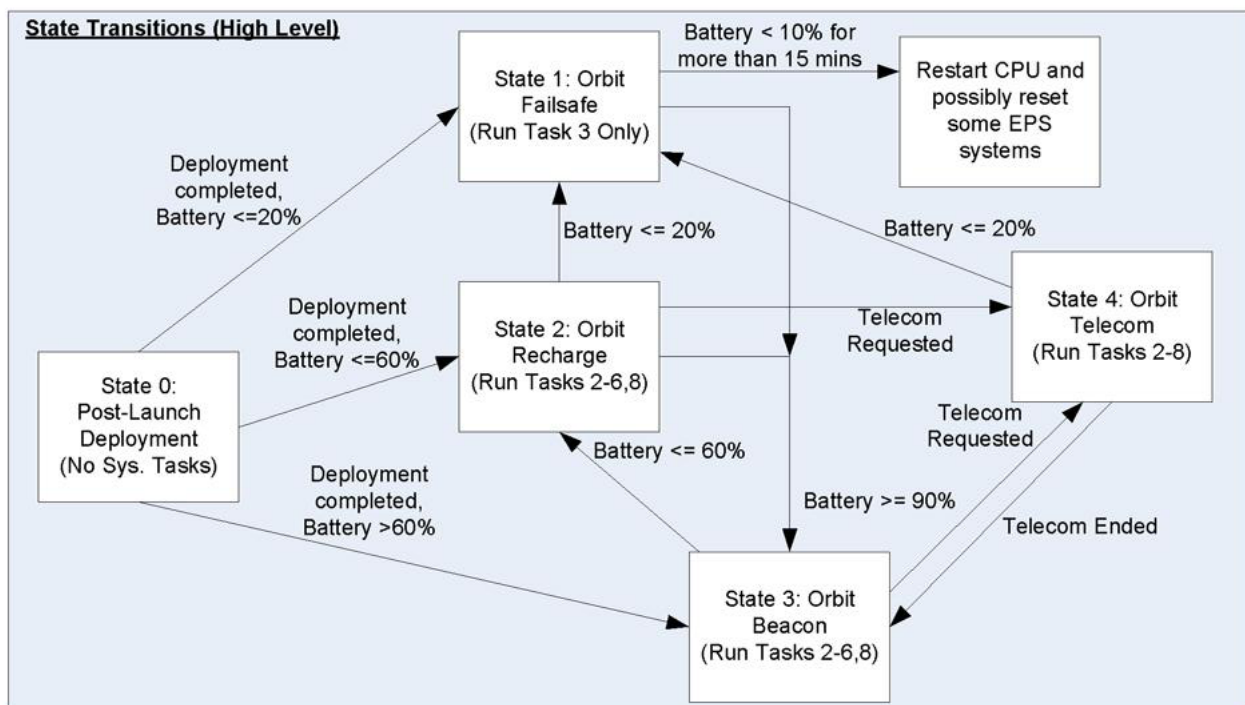 State Transitions (High Level)
Battery < 10% for
more than 15 mins
State 1: Orbit
Failsafe
(Run Task 3 Only)
Restart CPU and
possibly reset
some EPS
systems
Deployment
completed,
Battery <=20%
Battery <= 20%
Battery <= 20%
Deployment
completed,
Battery <=60%
State 2: Orbit
Recharge
(Run Tasks 2-6,8)
Telecom
Requested
State 4: Orbit
Telecom
(Run Tasks 2-8)
State 0:
Post-Launch
Deployment
(No Sys. Tasks)
Telecom
Requested
Battery <= 60%
Deployment
completed,
Battery >60%
Battery >= 90%
Telecom Ended
State 3: Orbit
Beacon
(Run Tasks 2-6,8)